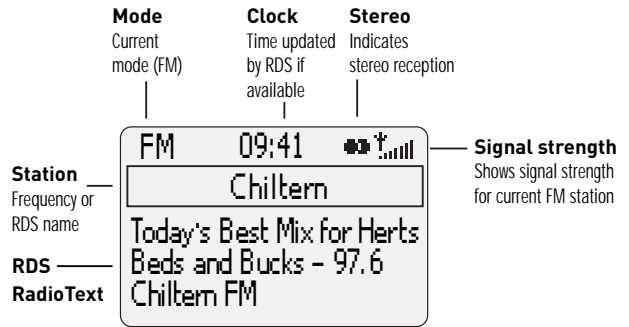 Mode
Current
mode (FM)
Clock
Time updated
by RDS if
available
Stereo
Indicates
stereo reception
FM 09:41
Signal strength
Shows signal strength
for current FM station
Station
Frequency or
RDS name
Chiltern
RDS
RadioText
Today's Best Mix for Herts
Beds and Bucks – 97.6
Chiltern FM